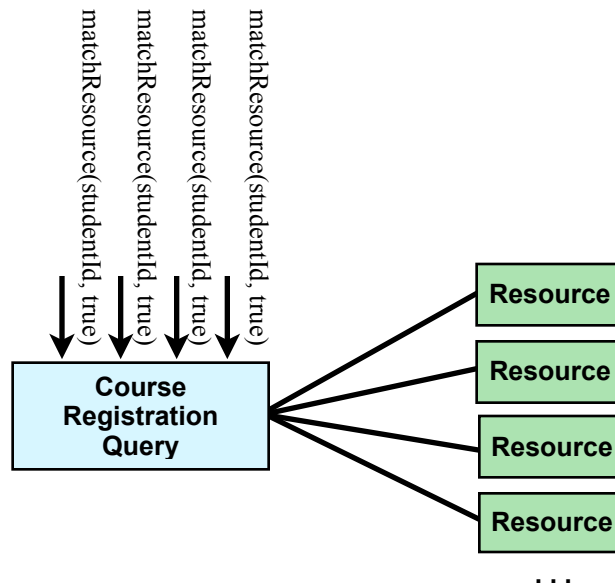 matchResource(studentId, true)
matchResource(studentId, true)
matchResource(studentId, true)
matchResource(studentId, true)
Course
Registration
Query
Resource
Resource
Resource
Resource
...